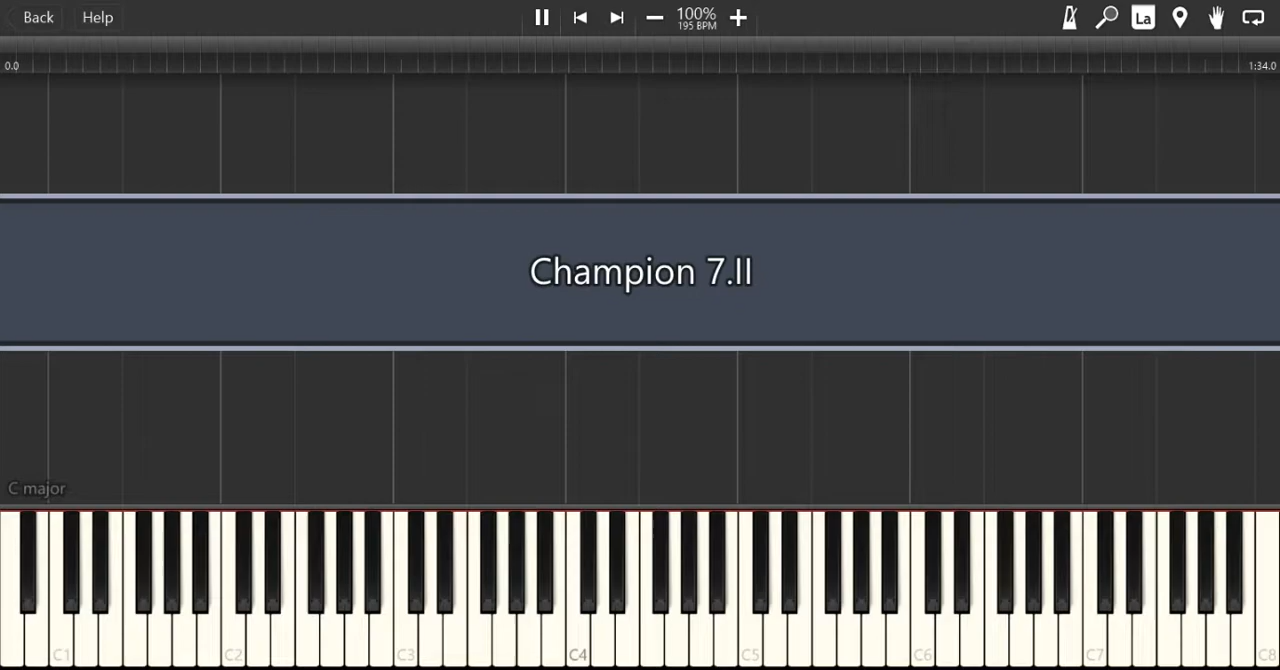 Back
Help
100%
195 BPM
La
0.0
1:34.0
Champion 7.II
C major
C1
C2
C3
C4
C5
C6
C7
C8